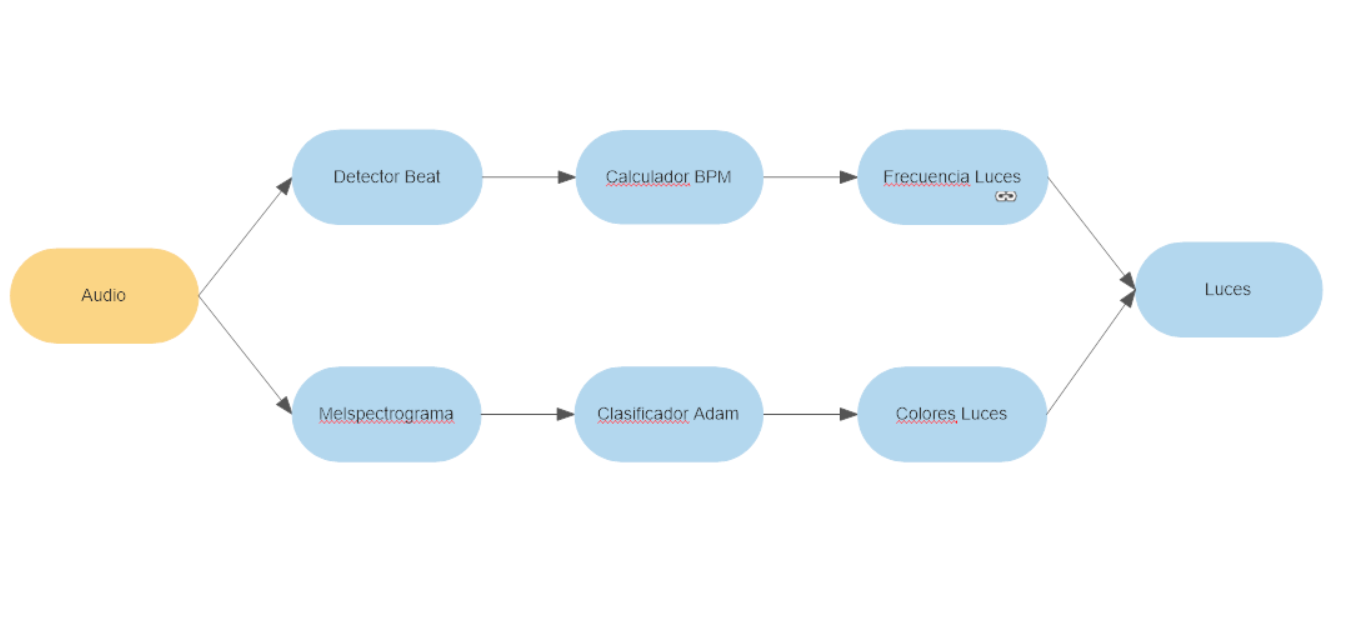 Detector Beat
Calculador BPM
Frecuencia Luces
Audio
Luces
Melspectrograma
Clasificador Adam
Colores Luces